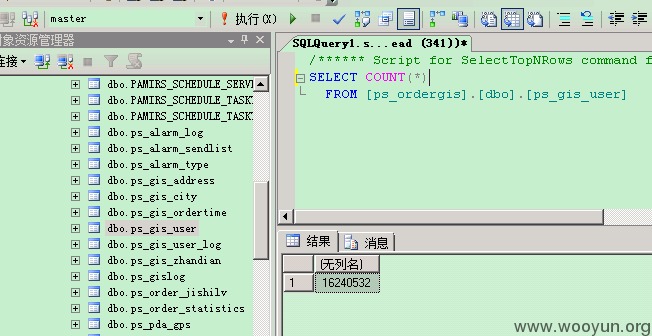 master
执行(X)
对象资源管理器
连接
dbo.PAMIRS_SCHEDULE_SERV
dbo.PAMIRS_SCHEDULE_TASK
dbo.PAMIRS_SCHEDULE_TASK
dbo.ps_alarm_log
dbo.ps_alarm_sendlist
dbo.ps_alarm_type
dbo.ps_gis_address
dbo.ps_gis_city
dbo.ps_gis_ordertime
dbo.ps_gis_user
dbo.ps_gis_user_log
dbo.ps_gis_zhandian
dbo.ps_gislog
dbo.ps_order_jishilv
dbo.ps_order_statistics
dbo.ps_pda_gps
SQLQuery1.s...ead (341))*
/****** Script for SelectTopNRows command f
SELECT COUNT(*)
FROM [ps_ordergis].[dbo].[ps_gis_user]
结果
消息
(无列名)
1 16240532
www.wooyun.org